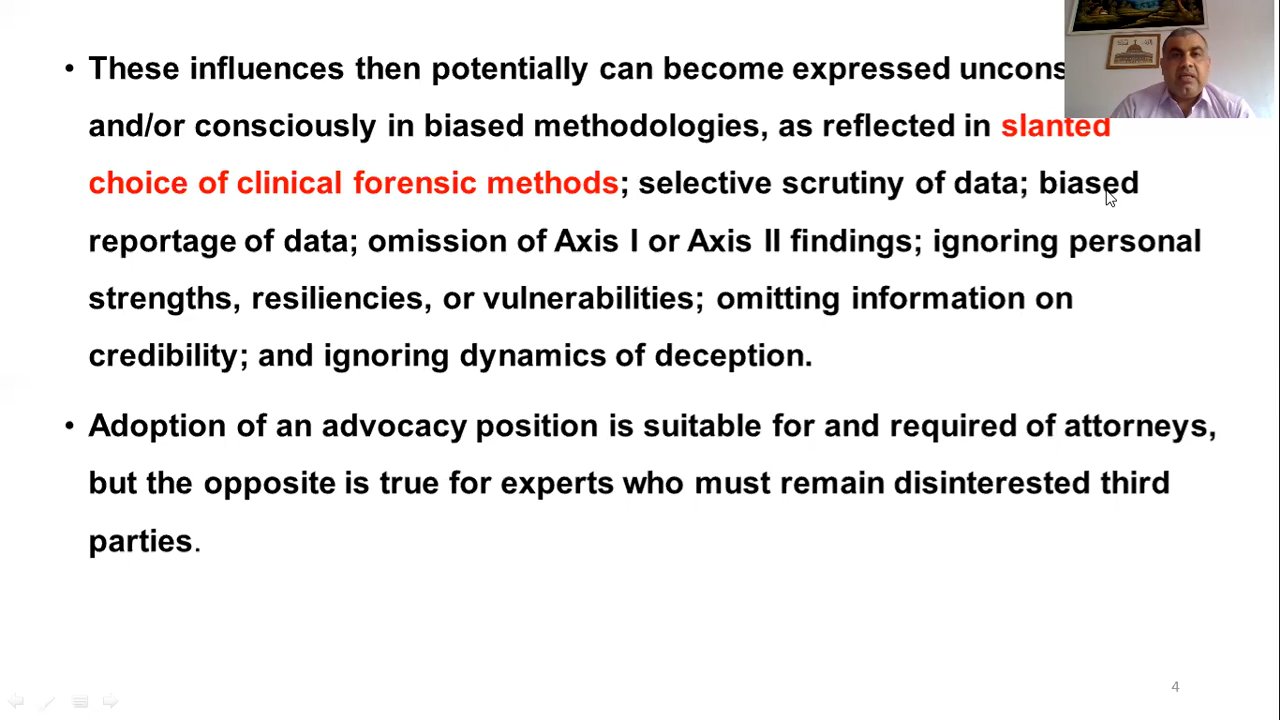 • These influences then potentially can become expressed
and/or consciously in biased methodologies, as reflected in slanted
choice of clinical forensic methods; selective scrutiny of data; biased
reportage of data; omission of Axis I or Axis II findings; ignoring personal
strengths, resiliencies, or vulnerabilities; omitting information on
credibility; and ignoring dynamics of deception.
• Adoption of an advocacy position is suitable for and required of attorneys,
but the opposite is true for experts who must remain disinterested third
parties.
4